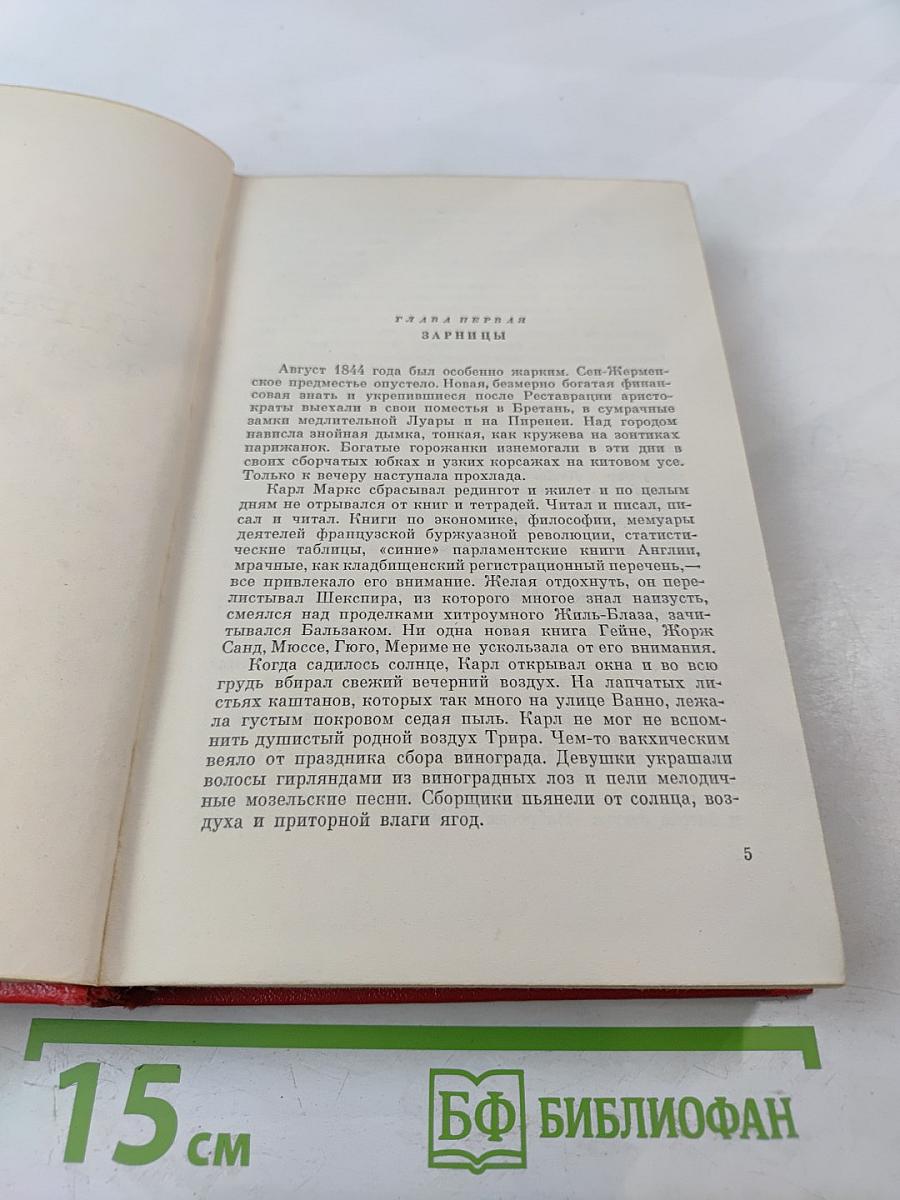 ГЛАВА ПЕРВАЯ
ЗАРНИЦЫ
Август 1844 года был особенно жарким. Сен-Жермен-
ское предместье опустело. Новая, безмерно богатая финан-
совая знать и укрепившиеся после Реставрации аристо-
краты выехали в свои поместья в Бретань, в сумрачные
замки медлительной Луары и на Пиренеи. Над городом
нависла знойная дымка, тонкая, как кружева на зонтиках
парижанок. Богатые горожанки изнемогали в эти дни в
своих сборчатых юбках и узких корсажах на китовом усе.
Только к вечеру наступала прохлада.
Карл Маркс сбрасывал редингот и жилет и по целым
дням не отрывался от книг и тетрадей. Читал и писал, пи-
сал и читал. Книги по экономике, философии, мемуары
деятелей французской буржуазной революции, статисти-
ческие таблицы, «синие» парламентские книги Англии,
мрачные, как кладбищенский регистрационный перечень,—
все привлекало его внимание. Желая отдохнуть, он пере-
листывал Шекспира, из которого многое знал наизусть,
смеялся над проделками хитроумного Жиль-Блаза, зачи-
тывался Бальзаком. Ни одна новая книга Гейне, Жорж
Санд, Мюссе, Гюго, Мериме не ускользала от его внимания.
Когда садилось солнце, Карл открывал окна и во всю
грудь вбирал свежий вечерний воздух. На лапчатых ли-
стьях каштанов, которых так много на улице Ванно, лежа-
ла густым покровом седая пыль. Карл не мог не вспом-
нить душистый родной воздух Трира. Чем-то вакхическим
веяло от праздника сбора винограда. Девушки украшали
волосы гирляндами из виноградных лоз и пели мелодич-
ные мозельские песни. Сборщики пьянели от солнца, воз-
духа и приторной влаги ягод.
5
15 см
БФ БИБЛИОФАН